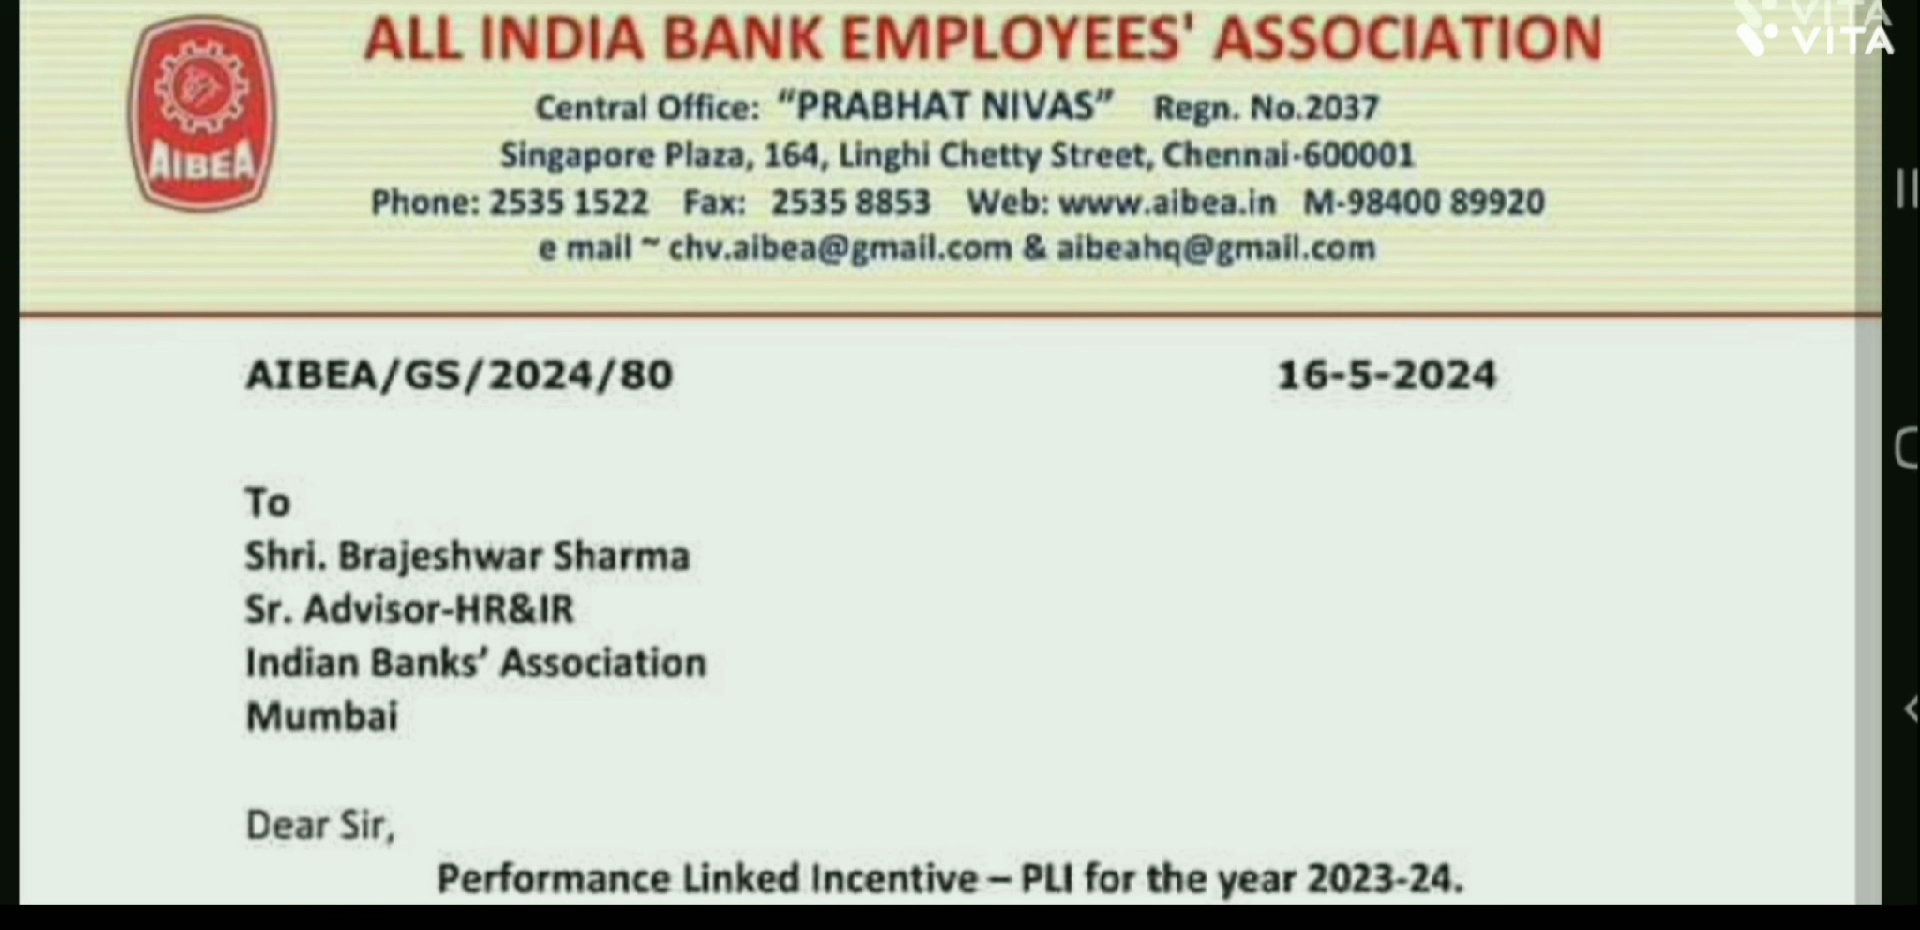 ALL INDIA BANK EMPLOYEES' ASSOCIATION
VITA
VITA
Central Office: “PRABHAT NIVAS” Regn. No.2037
AIBEA
Singapore Plaza, 164, Linghi Chetty Street, Chennai-600001
Phone: 2535 1522 Fax: 2535 8853 Web: www.aibea.in M-98400 89920
e mail ~ chv.aibea@gmail.com & aibeahq@gmail.com
AIBEA/GS/2024/80 16-5-2024
To
Shri. Brajeshwar Sharma
Sr. Advisor-HR&IR
Indian Banks’ Association
Mumbai
Dear Sir,
Performance Linked Incentive – PLI for the year 2023-24.